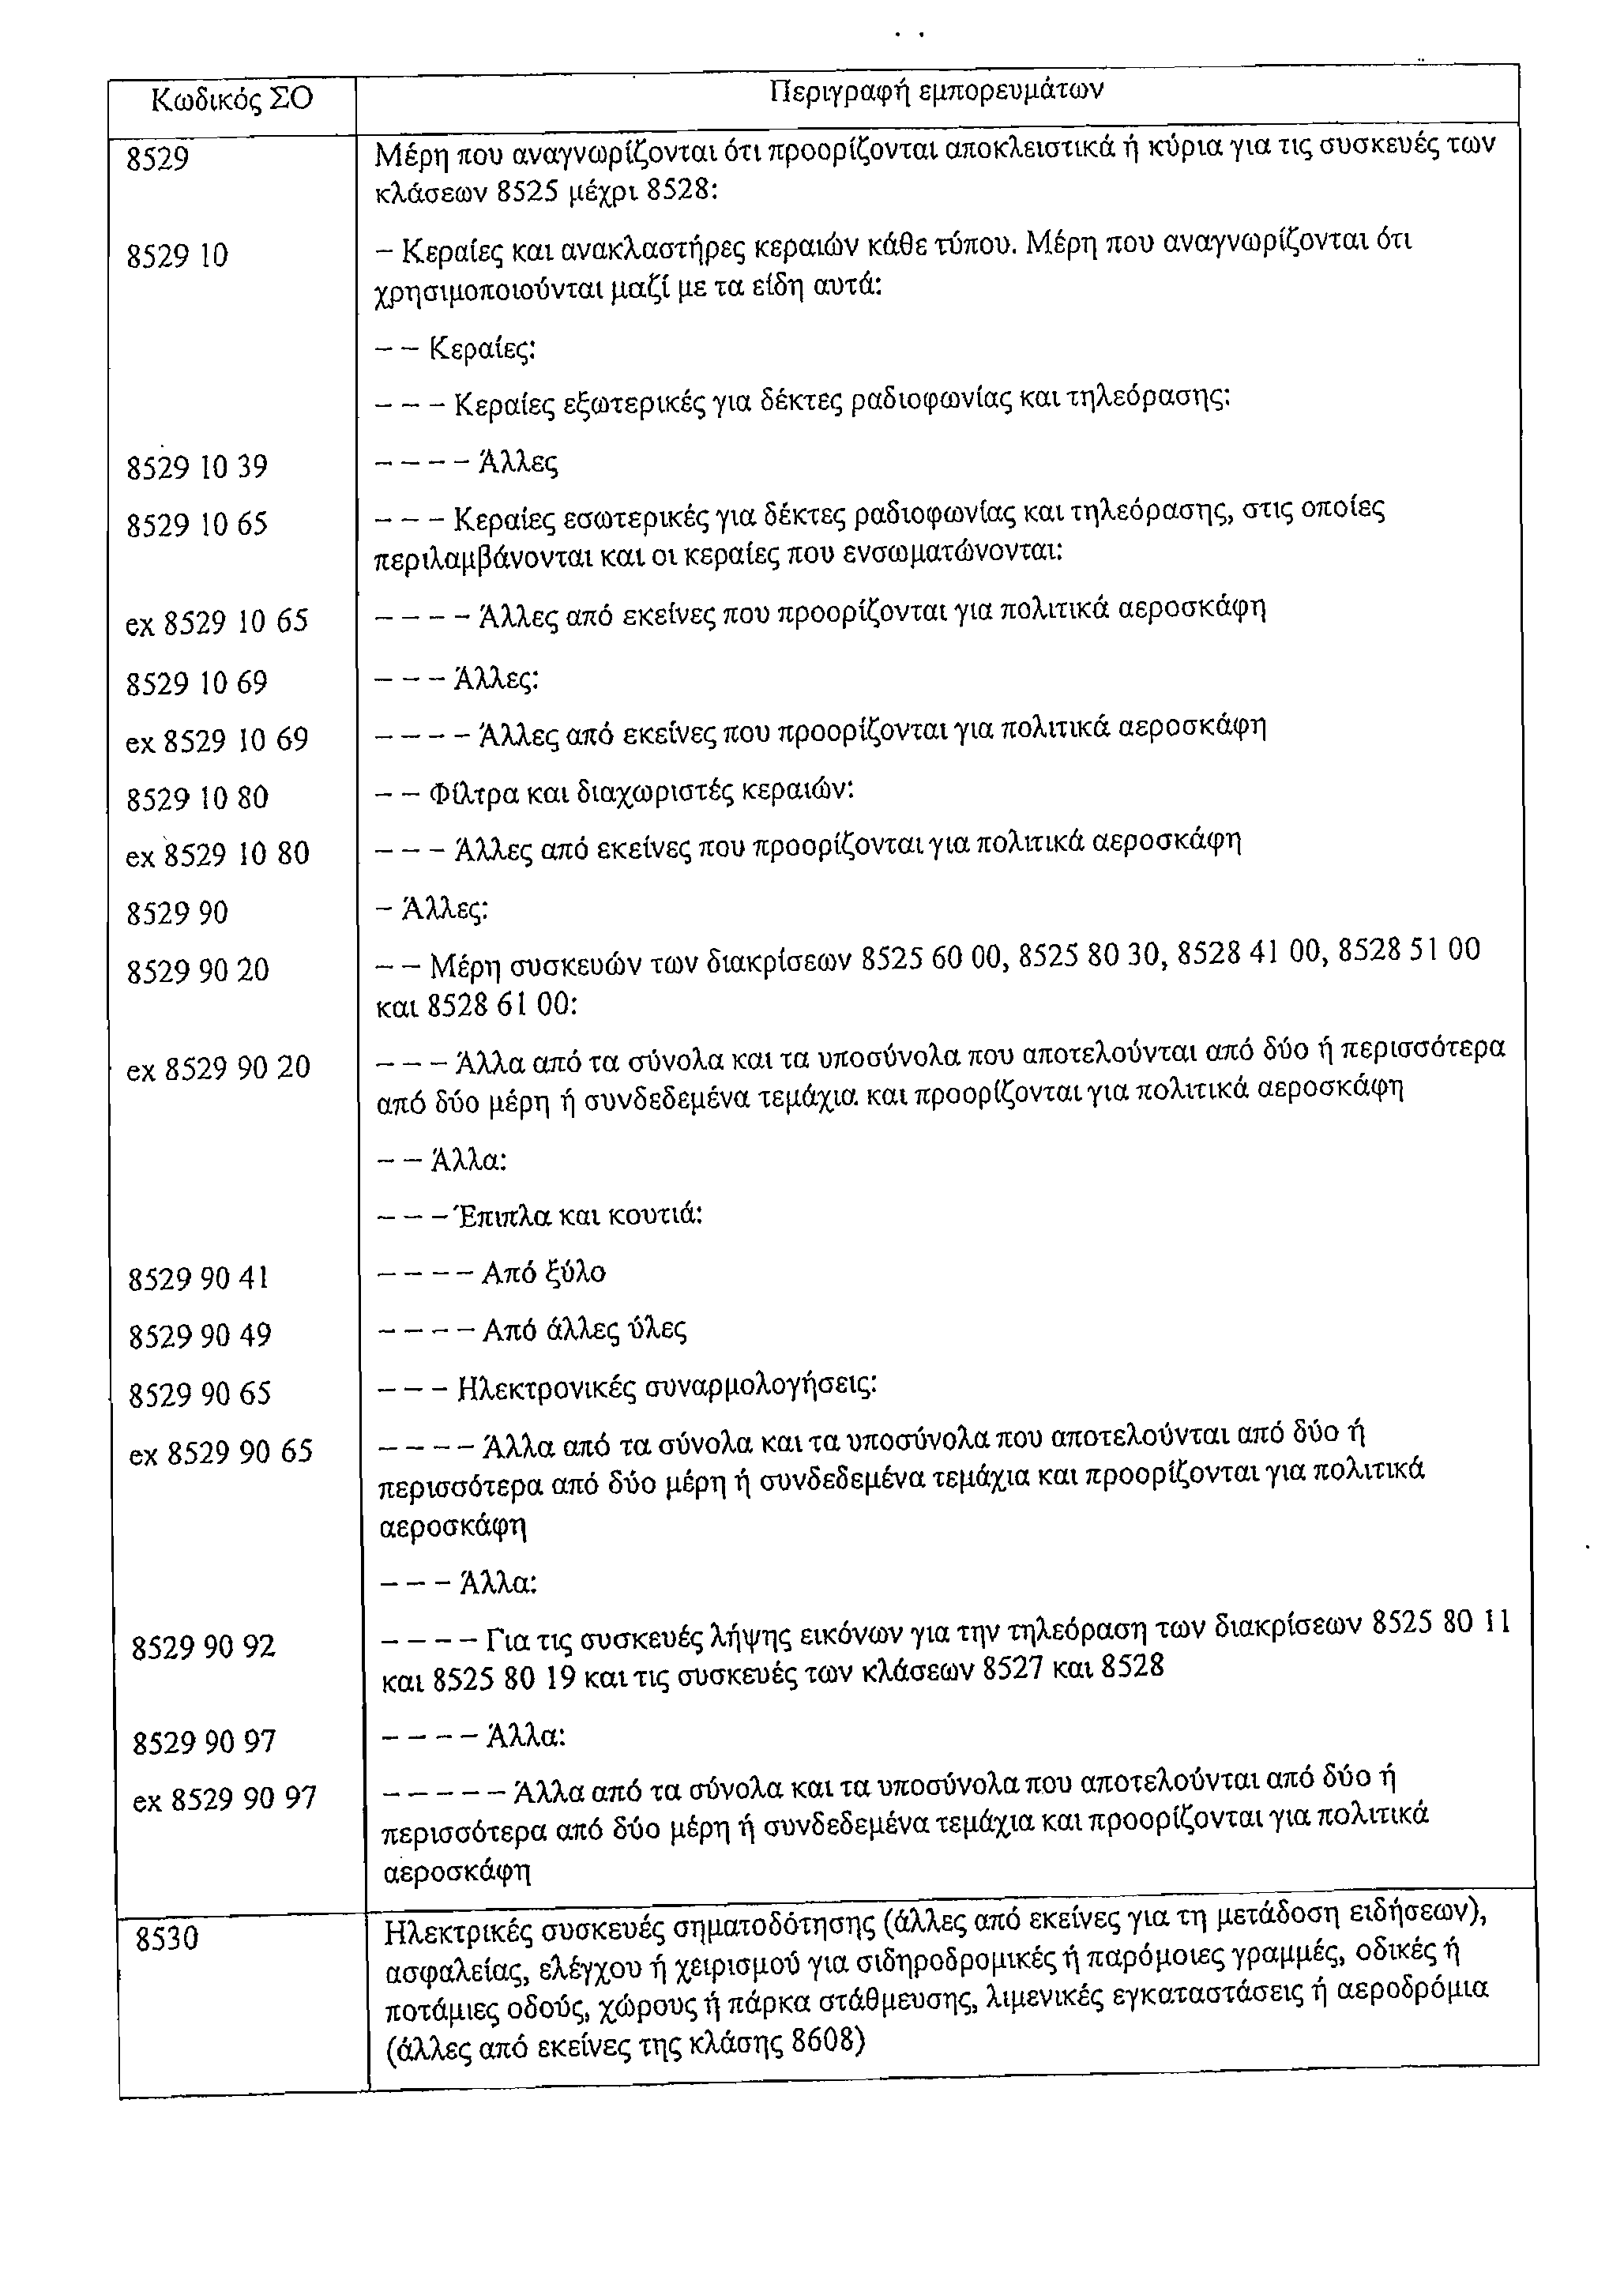 Κωδικός ΣΟ Περιγραφή εμπορευμάτων
8529 Μέρη που αναγνωρίζονται ότι προορίζονται αποκλειστικά ή κύρια για τις συσκευές των
κλάσεων 8525 μέχρι 8528:
8529 10 – Κεραίες και ανακλαστήρες κεραιών κάθε τύπου. Μέρη που αναγνωρίζονται ότι
χρησιμοποιούνται μαζί με τα είδη αυτά:
– – Κεραίες:
– – – Κεραίες εξωτερικές για δέκτες ραδιοφωνίας και τηλεόρασης:
8529 10 39 – – – – Άλλες
8529 10 65 – – – Κεραίες εσωτερικές για δέκτες ραδιοφωνίας και τηλεόρασης, στις οποίες
περιλαμβάνονται και οι κεραίες που ενσωματώνονται:
ex 8529 10 65 – – – – Άλλες από εκείνες που προορίζονται για πολιτικά αεροσκάφη
8529 10 69 – – – Άλλες:
ex 8529 10 69 – – – – Άλλες από εκείνες που προορίζονται για πολιτικά αεροσκάφη
8529 10 80 – – Φίλτρα και διαχωριστές κεραιών:
ex 8529 10 80 – – – Άλλες από εκείνες που προορίζονται για πολιτικά αεροσκάφη
8529 90 – Άλλες:
8529 90 20 – – Μέρη συσκευών των διακρίσεων 8525 60 00, 8525 80 30, 8528 41 00, 8528 51 00
και 8528 61 00:
ex 8529 90 20 – – – Άλλα από τα σύνολα και τα υποσύνολα που αποτελούνται από δύο ή περισσότερα
από δύο μέρη ή συνδεδεμένα τεμάχια και προορίζονται για πολιτικά αεροσκάφη
– – Άλλα:
– – – Έπιπλα και κουτιά:
8529 90 41 – – – – Από ξύλο
8529 90 49 – – – – Από άλλες ύλες
8529 90 65 – – – Ηλεκτρονικές συναρμολογήσεις:
ex 8529 90 65 – – – – Άλλα από τα σύνολα και τα υποσύνολα που αποτελούνται από δύο ή
περισσότερα από δύο μέρη ή συνδεδεμένα τεμάχια και προορίζονται για πολιτικά
αεροσκάφη
– – – Άλλα:
8529 90 92 – – – – Για τις συσκευές λήψης εικόνων για την τηλεόραση των διακρίσεων 8525 80 11
και 8525 80 19 και τις συσκευές των κλάσεων 8527 και 8528
8529 90 97 – – – – Άλλα:
ex 8529 90 97 – – – – – Άλλα από τα σύνολα και τα υποσύνολα που αποτελούνται από δύο ή
περισσότερα από δύο μέρη ή συνδεδεμένα τεμάχια και προορίζονται για πολιτικά
αεροσκάφη
8530 Ηλεκτρικές συσκευές σηματοδότησης (άλλες από εκείνες για τη μετάδοση ειδήσεων),
ασφαλείας, ελέγχου ή χειρισμού για σιδηροδρομικές ή παρόμοιες γραμμές, οδικές ή
ποτάμιες οδούς, χώρους ή πάρκα στάθμευσης, λιμενικές εγκαταστάσεις ή αεροδρόμια
(άλλες από εκείνες της κλάσης 8608)